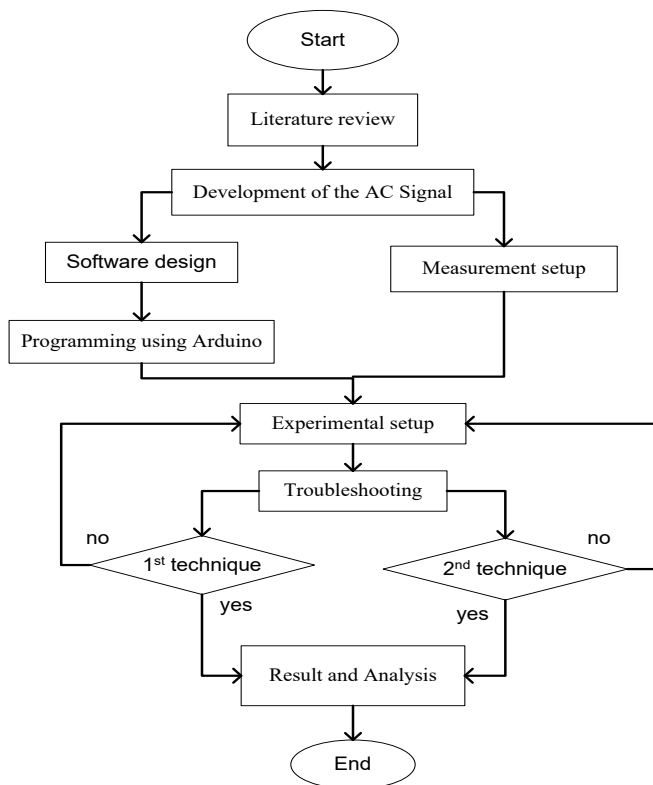 Start
Literature review
Development of the AC Signal
Software design
Measurement setup
Programming using Arduino
Experimental setup
Troubleshooting
no
1st technique
yes
no
2nd technique
yes
Result and Analysis
End